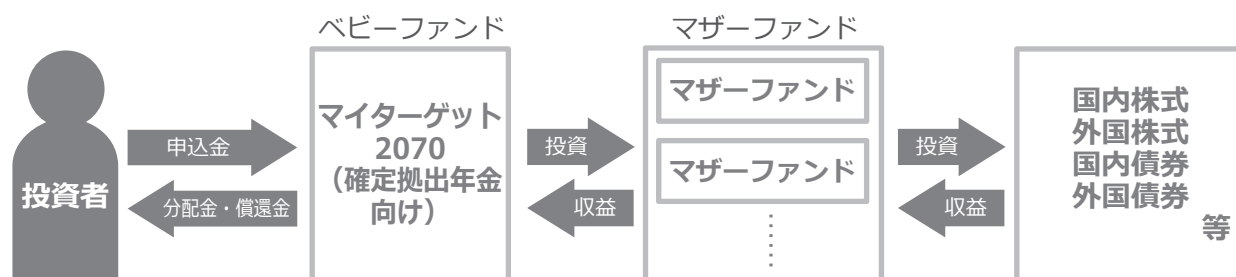 ベビーファンド
マザーファンド
投資者
申込金
分配金・償還金
マイターゲット
2070
（確定拠出年金
向け）
投資
収益
マザーファンド
マザーファンド
投資
収益
国内株式
外国株式
国内債券
外国債券
等